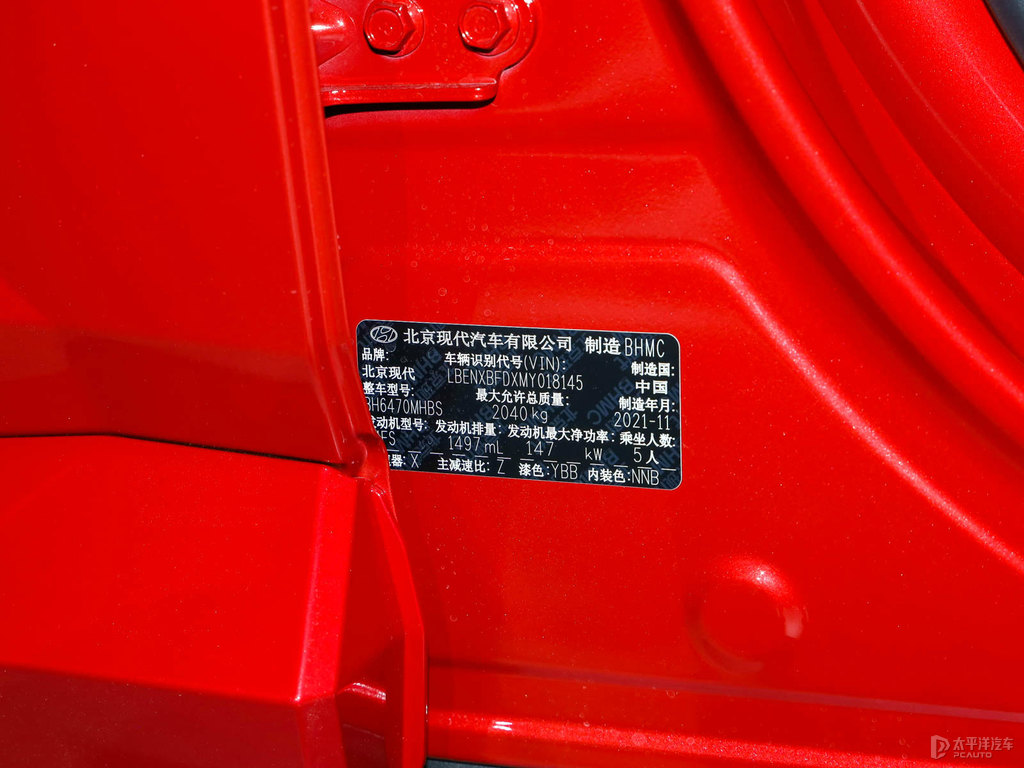 北京现代汽车有限公司 制造 BHMC
品牌: 车辆识别代号(VIN): 制造国:
北京现代 LBENXBFDXMY018145 中国
整车型号: 最大允许总质量: 制造年月:
BH6470MHBS 2040 kg 2021-11
发动机型号: 发动机排量: 发动机最大净功率: 乘坐人数:
1497 mL 147 kW 5 人
器: X 主减速比: Z 漆色: YBB 内装色: NNB
太平洋汽车
PCAUTO